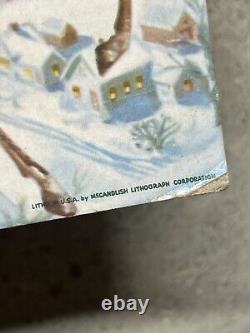 LITHO IN U.S.A. by MCCANDLISH LITHOGRAPH CORPORATION